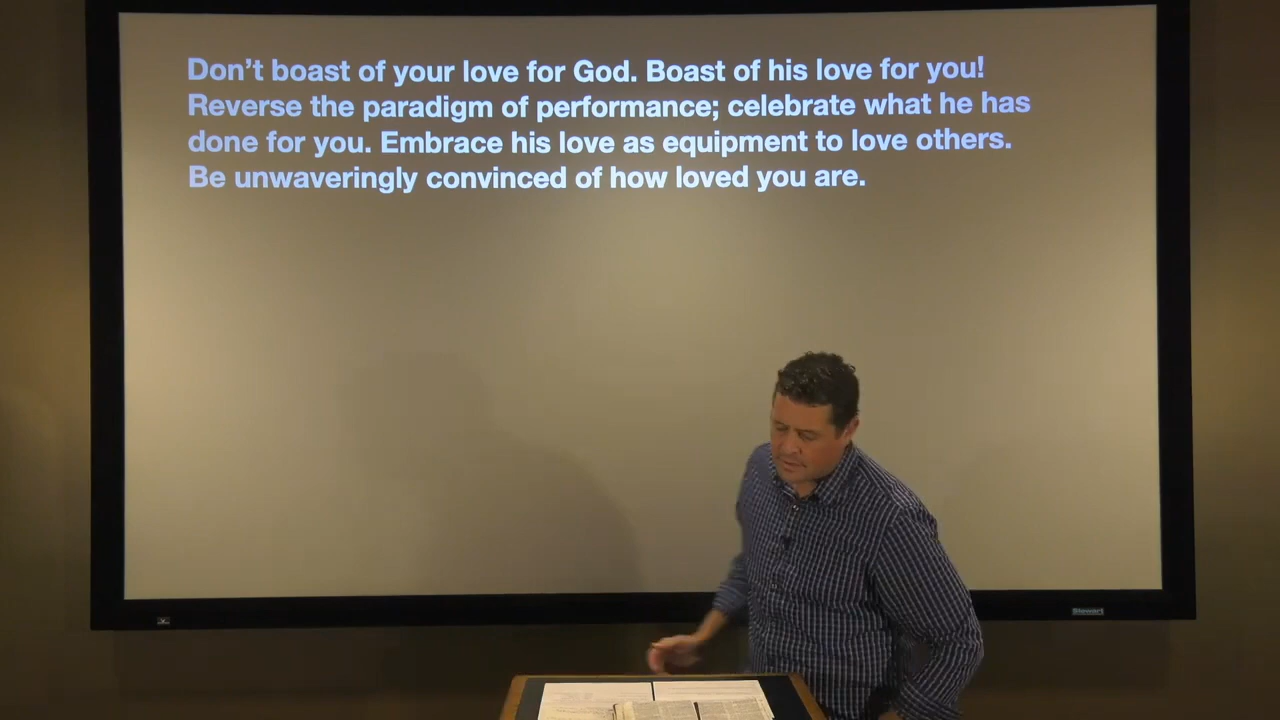 Don’t boast of your love for God. Boast of his love for you!
Reverse the paradigm of performance; celebrate what he has
done for you. Embrace his love as equipment to love others.
Be unwaveringly convinced of how loved you are.
Stewart